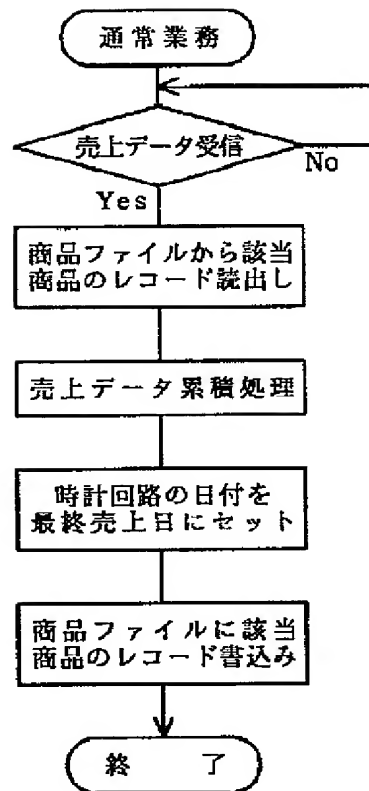 通常業務
売上データ受信
No
Yes
商品ファイルから該当
商品のレコード読出し
売上データ累積処理
時計回路の日付を
最終売上日にセット
商品ファイルに該当
商品のレコード書込み
終 了